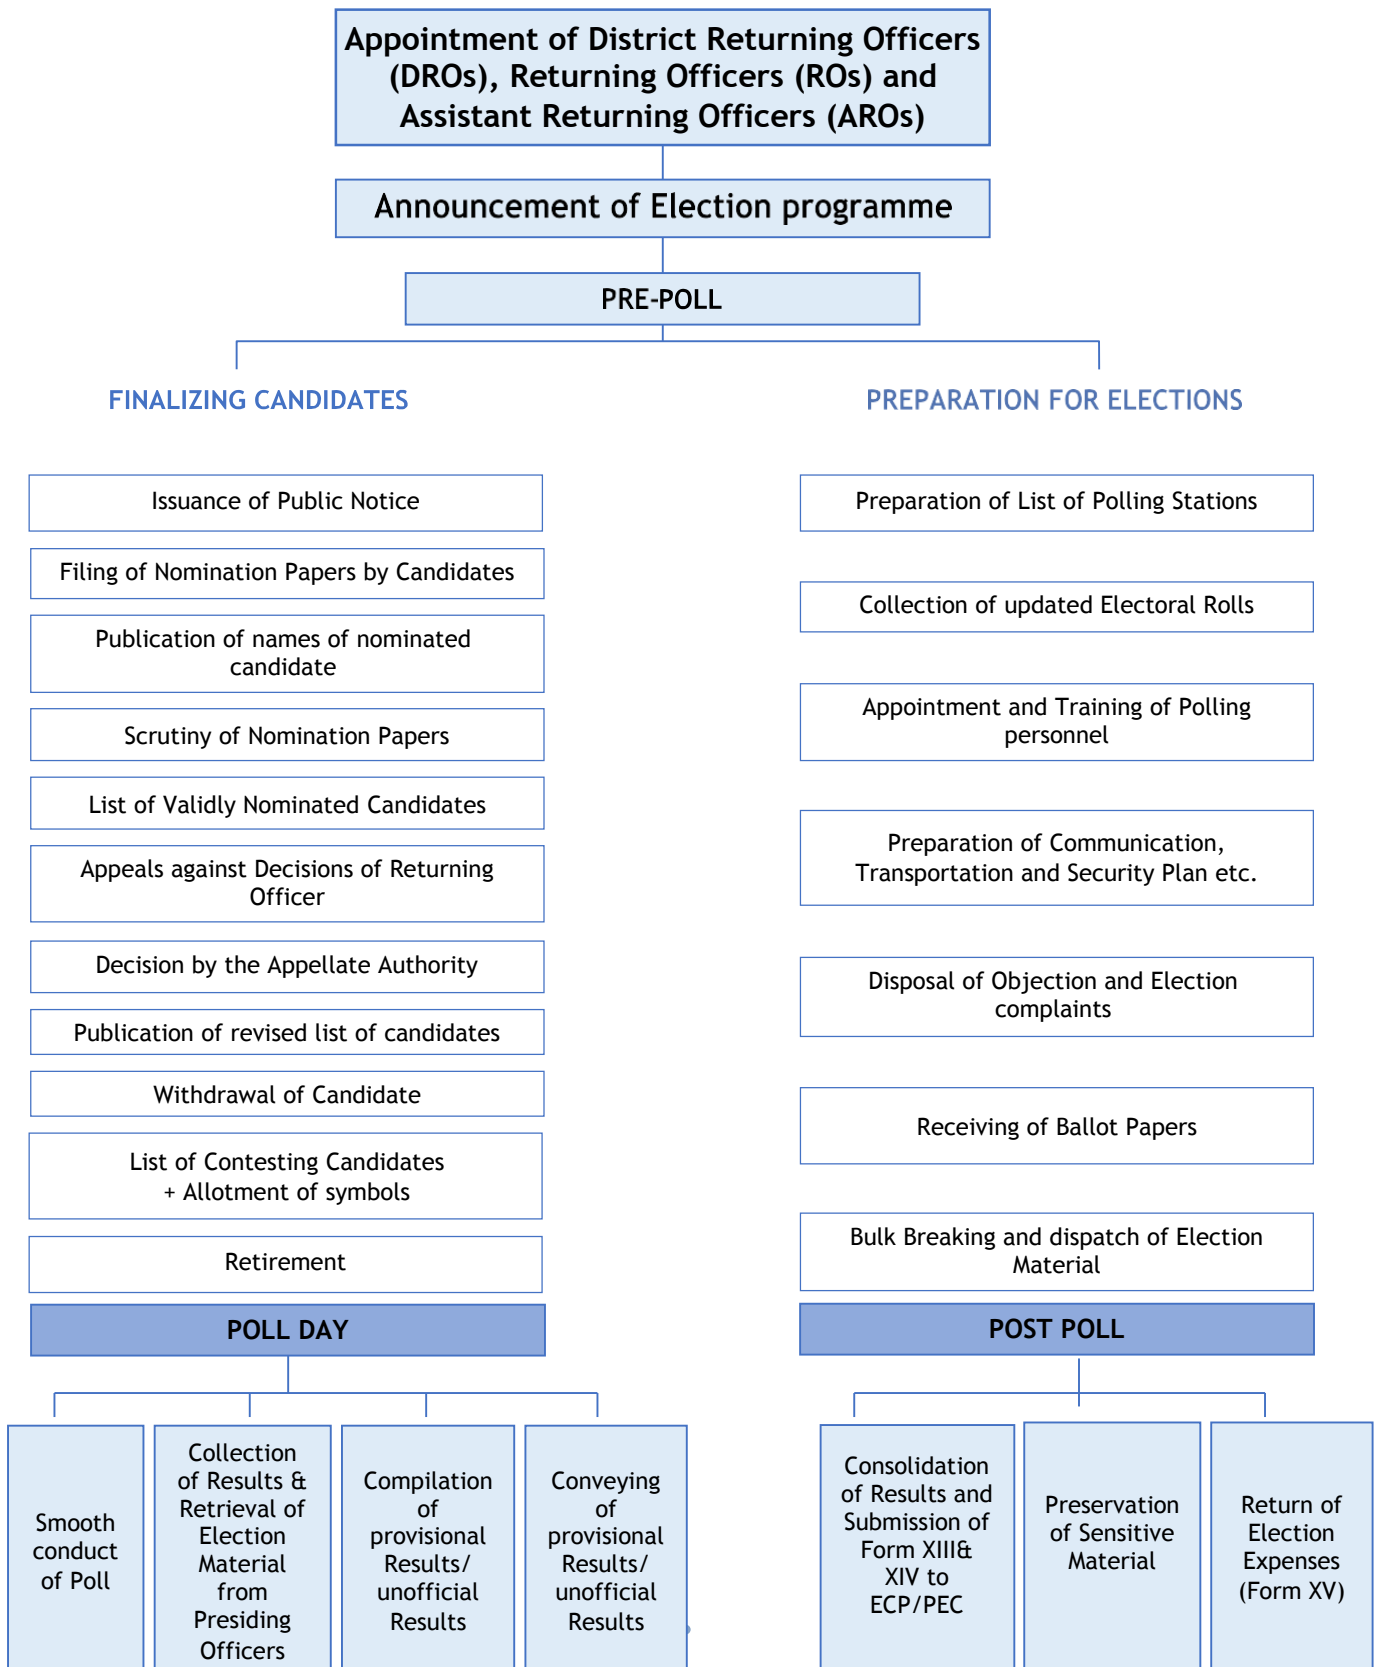 Appointment of District Returning Officers
(DROs), Returning Officers (ROs) and
Assistant Returning Officers (AROs)
Announcement of Election programme
PRE-POLL
FINALIZING CANDIDATES
Issuance of Public Notice
Filing of Nomination Papers by Candidates
Publication of names of nominated
candidate
Scrutiny of Nomination Papers
List of Validly Nominated Candidates
Appeals against Decisions of Returning
Officer
Decision by the Appellate Authority
Publication of revised list of candidates
Withdrawal of Candidate
List of Contesting Candidates
+ Allotment of symbols
Retirement
PREPARATION FOR ELECTIONS
Preparation of List of Polling Stations
Collection of updated Electoral Rolls
Appointment and Training of Polling
personnel
Preparation of Communication,
Transportation and Security Plan etc.
Disposal of Objection and Election
complaints
Receiving of Ballot Papers
Bulk Breaking and dispatch of Election
Material
POLL DAY
Smooth
conduct
of Poll
Collection
of Results &
Retrieval of
Election
Material
from
Presiding
Officers
Compilation
of
provisional
Results/
unofficial
Results
Conveying
of
provisional
Results/
unofficial
Results
POST POLL
Consolidation
of Results and
Submission of
Form XIII&
XIV to
ECP/PEC
Preservation
of Sensitive
Material
Return of
Election
Expenses
(Form XV)